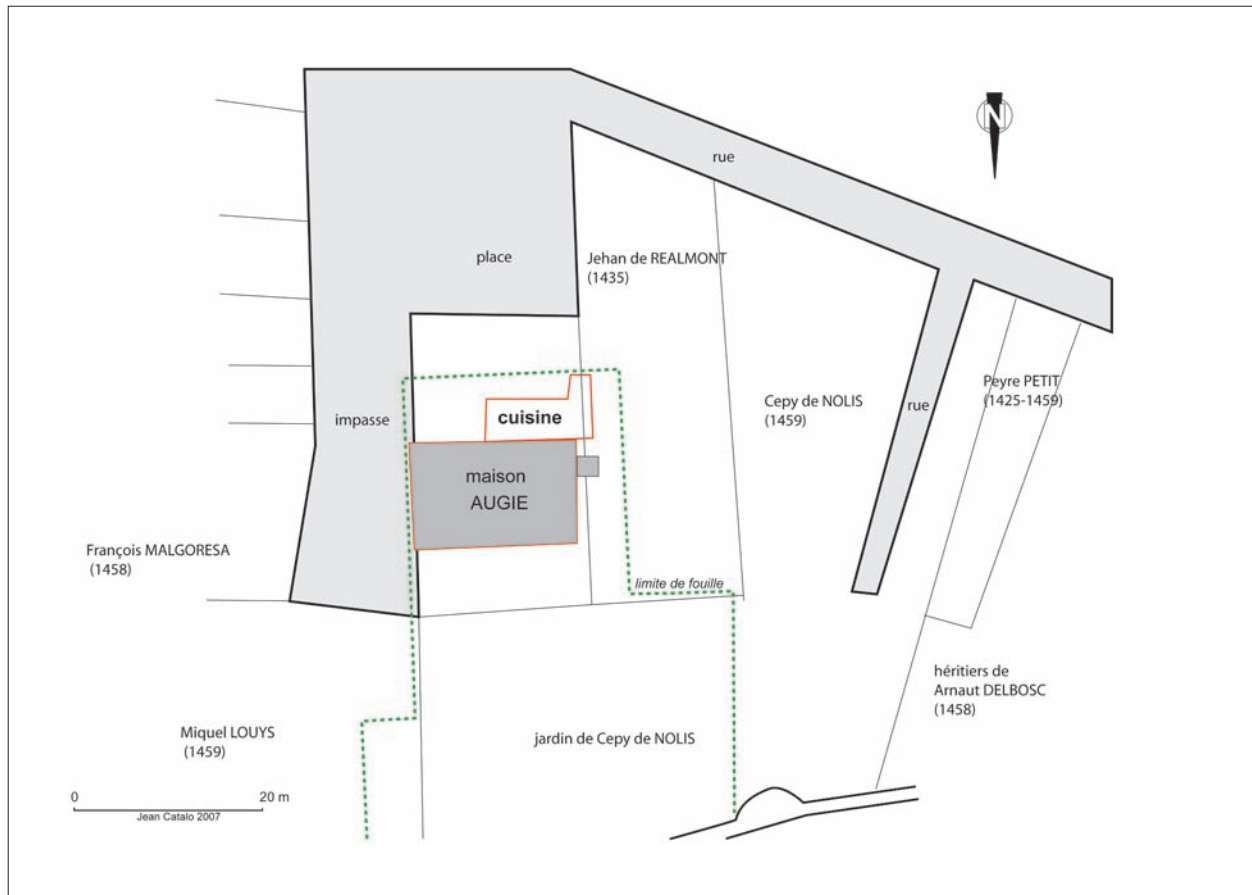 N
rue
place
Jehan de REALMONT
(1435)
Peyre PETIT
(1425-1459)
Cepy de NOLIS
(1459)
rue
cuisine
impasse
maison
AUGIE
François MALGORESA
(1458)
limite de fouille
héritiers de
Arnaut DELBOSC
(1458)
Miquel LOUYS
(1459)
jardin de Cepy de NOLIS
0 20 m
Jean Catalo 2007